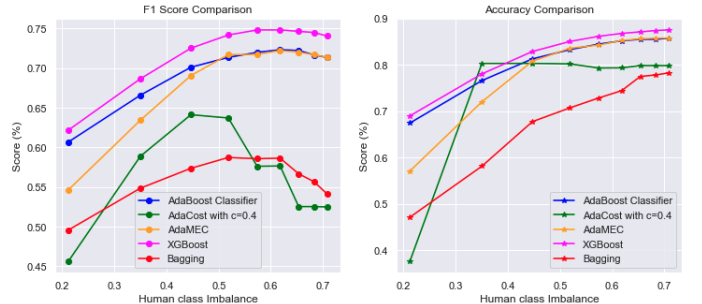 F1 Score Comparison
0.75
0.70
0.65
0.60
0.55
0.50
0.45
Score (%)
AdaBoost Classifier
AdaCost with c=0.4
AdaMEC
XGBoost
Bagging
0.2 0.3 0.4 0.5 0.6 0.7
Human class Imbalance
Accuracy Comparison
0.9
0.8
0.7
0.6
0.5
0.4
Score (%)
AdaBoost Classifier
AdaCost with c=0.4
AdaMEC
XGBoost
Bagging
0.2 0.3 0.4 0.5 0.6 0.7
Human class Imbalance